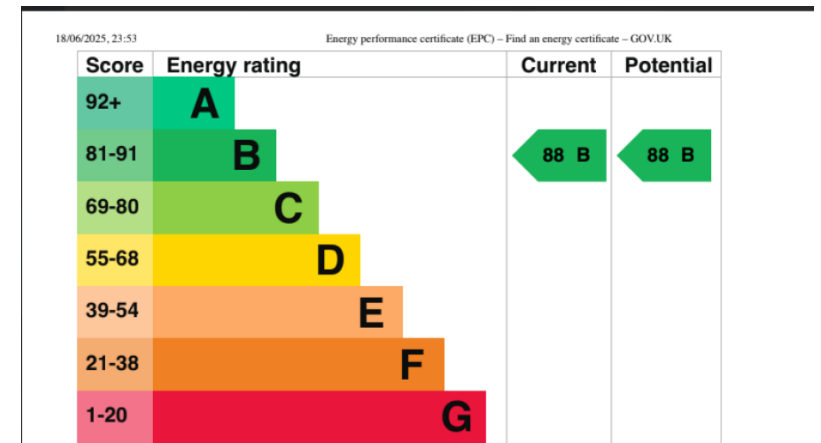 18/06/2025, 23:53 Energy performance certificate (EPC) – Find an energy certificate – GOV.UK
Score Energy rating Current Potential
92+ A
81-91 B 88 B 88 B
69-80 C
55-68 D
39-54 E
21-38 F
1-20 G